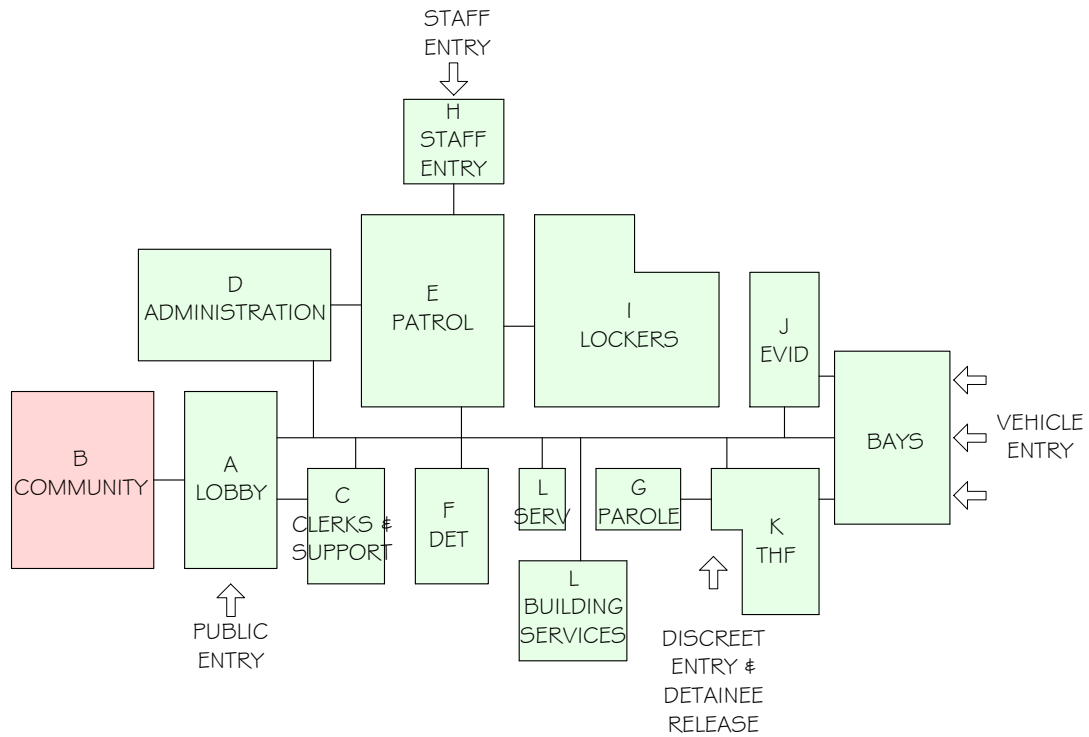 STAFF
ENTRY
H
STAFF
ENTRY
D
ADMINISTRATION
E
PATROL
I
LOCKERS
J
EVID
BAYS
VEHICLE
ENTRY
B
COMMUNITY
A
LOBBY
C
CLERKS &
SUPPORT
F
DET
L
SERV
G
PAROLE
K
THF
L
BUILDING
SERVICES
PUBLIC
ENTRY
DISCREET
ENTRY &
DETAINEE
RELEASE